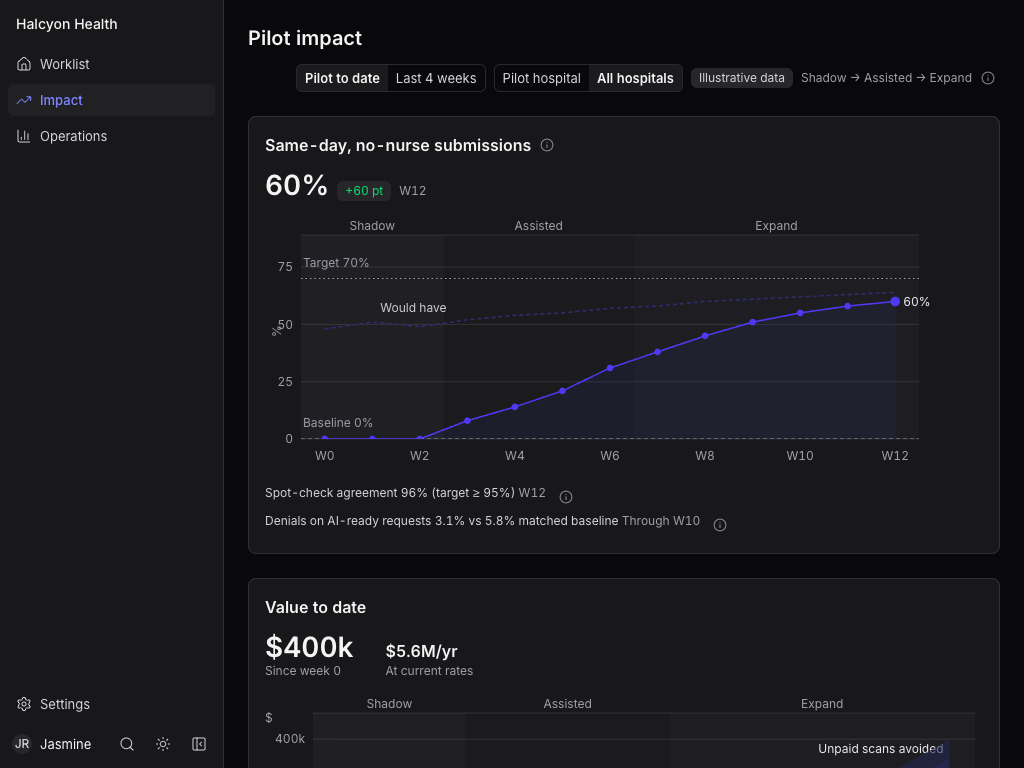 Halcyon Health
Worklist
Impact
Operations
Settings
JR Jasmine
Pilot impact
Pilot to date Last 4 weeks Pilot hospital All hospitals Illustrative data Shadow → Assisted → Expand
Same-day, no-nurse submissions
60% +60 pt W12
Shadow Assisted Expand
75
Target 70%
Would have
60%
%
50
25
Baseline 0%
0
W0 W2 W4 W6 W8 W10 W12
Spot-check agreement 96% (target ≥ 95%) W12
Denials on AI-ready requests 3.1% vs 5.8% matched baseline Through W10
Value to date
$400k $5.6M/yr
Since week 0 At current rates
Shadow Assisted Expand
$
400k
Unpaid scans avoided